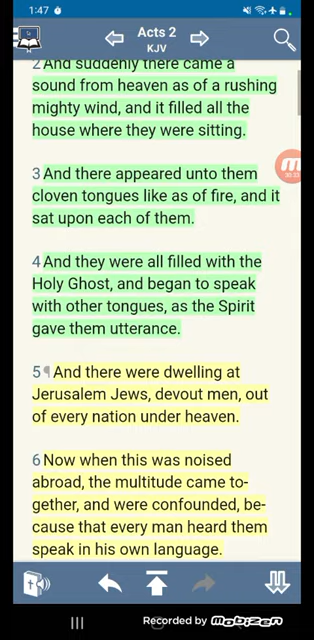 1:47
Acts 2
KJV
2 And suddenly there came a
sound from heaven as of a rushing
mighty wind, and it filled all the
house where they were sitting.
3 And there appeared unto them
cloven tongues like as of fire, and it
sat upon each of them.
4 And they were all filled with the
Holy Ghost, and began to speak
with other tongues, as the Spirit
gave them utterance.
5 ¶ And there were dwelling at
Jerusalem Jews, devout men, out
of every nation under heaven.
6 Now when this was noised
abroad, the multitude came to-
gether, and were confounded, be-
cause that every man heard them
speak in his own language.
Recorded by mobizen